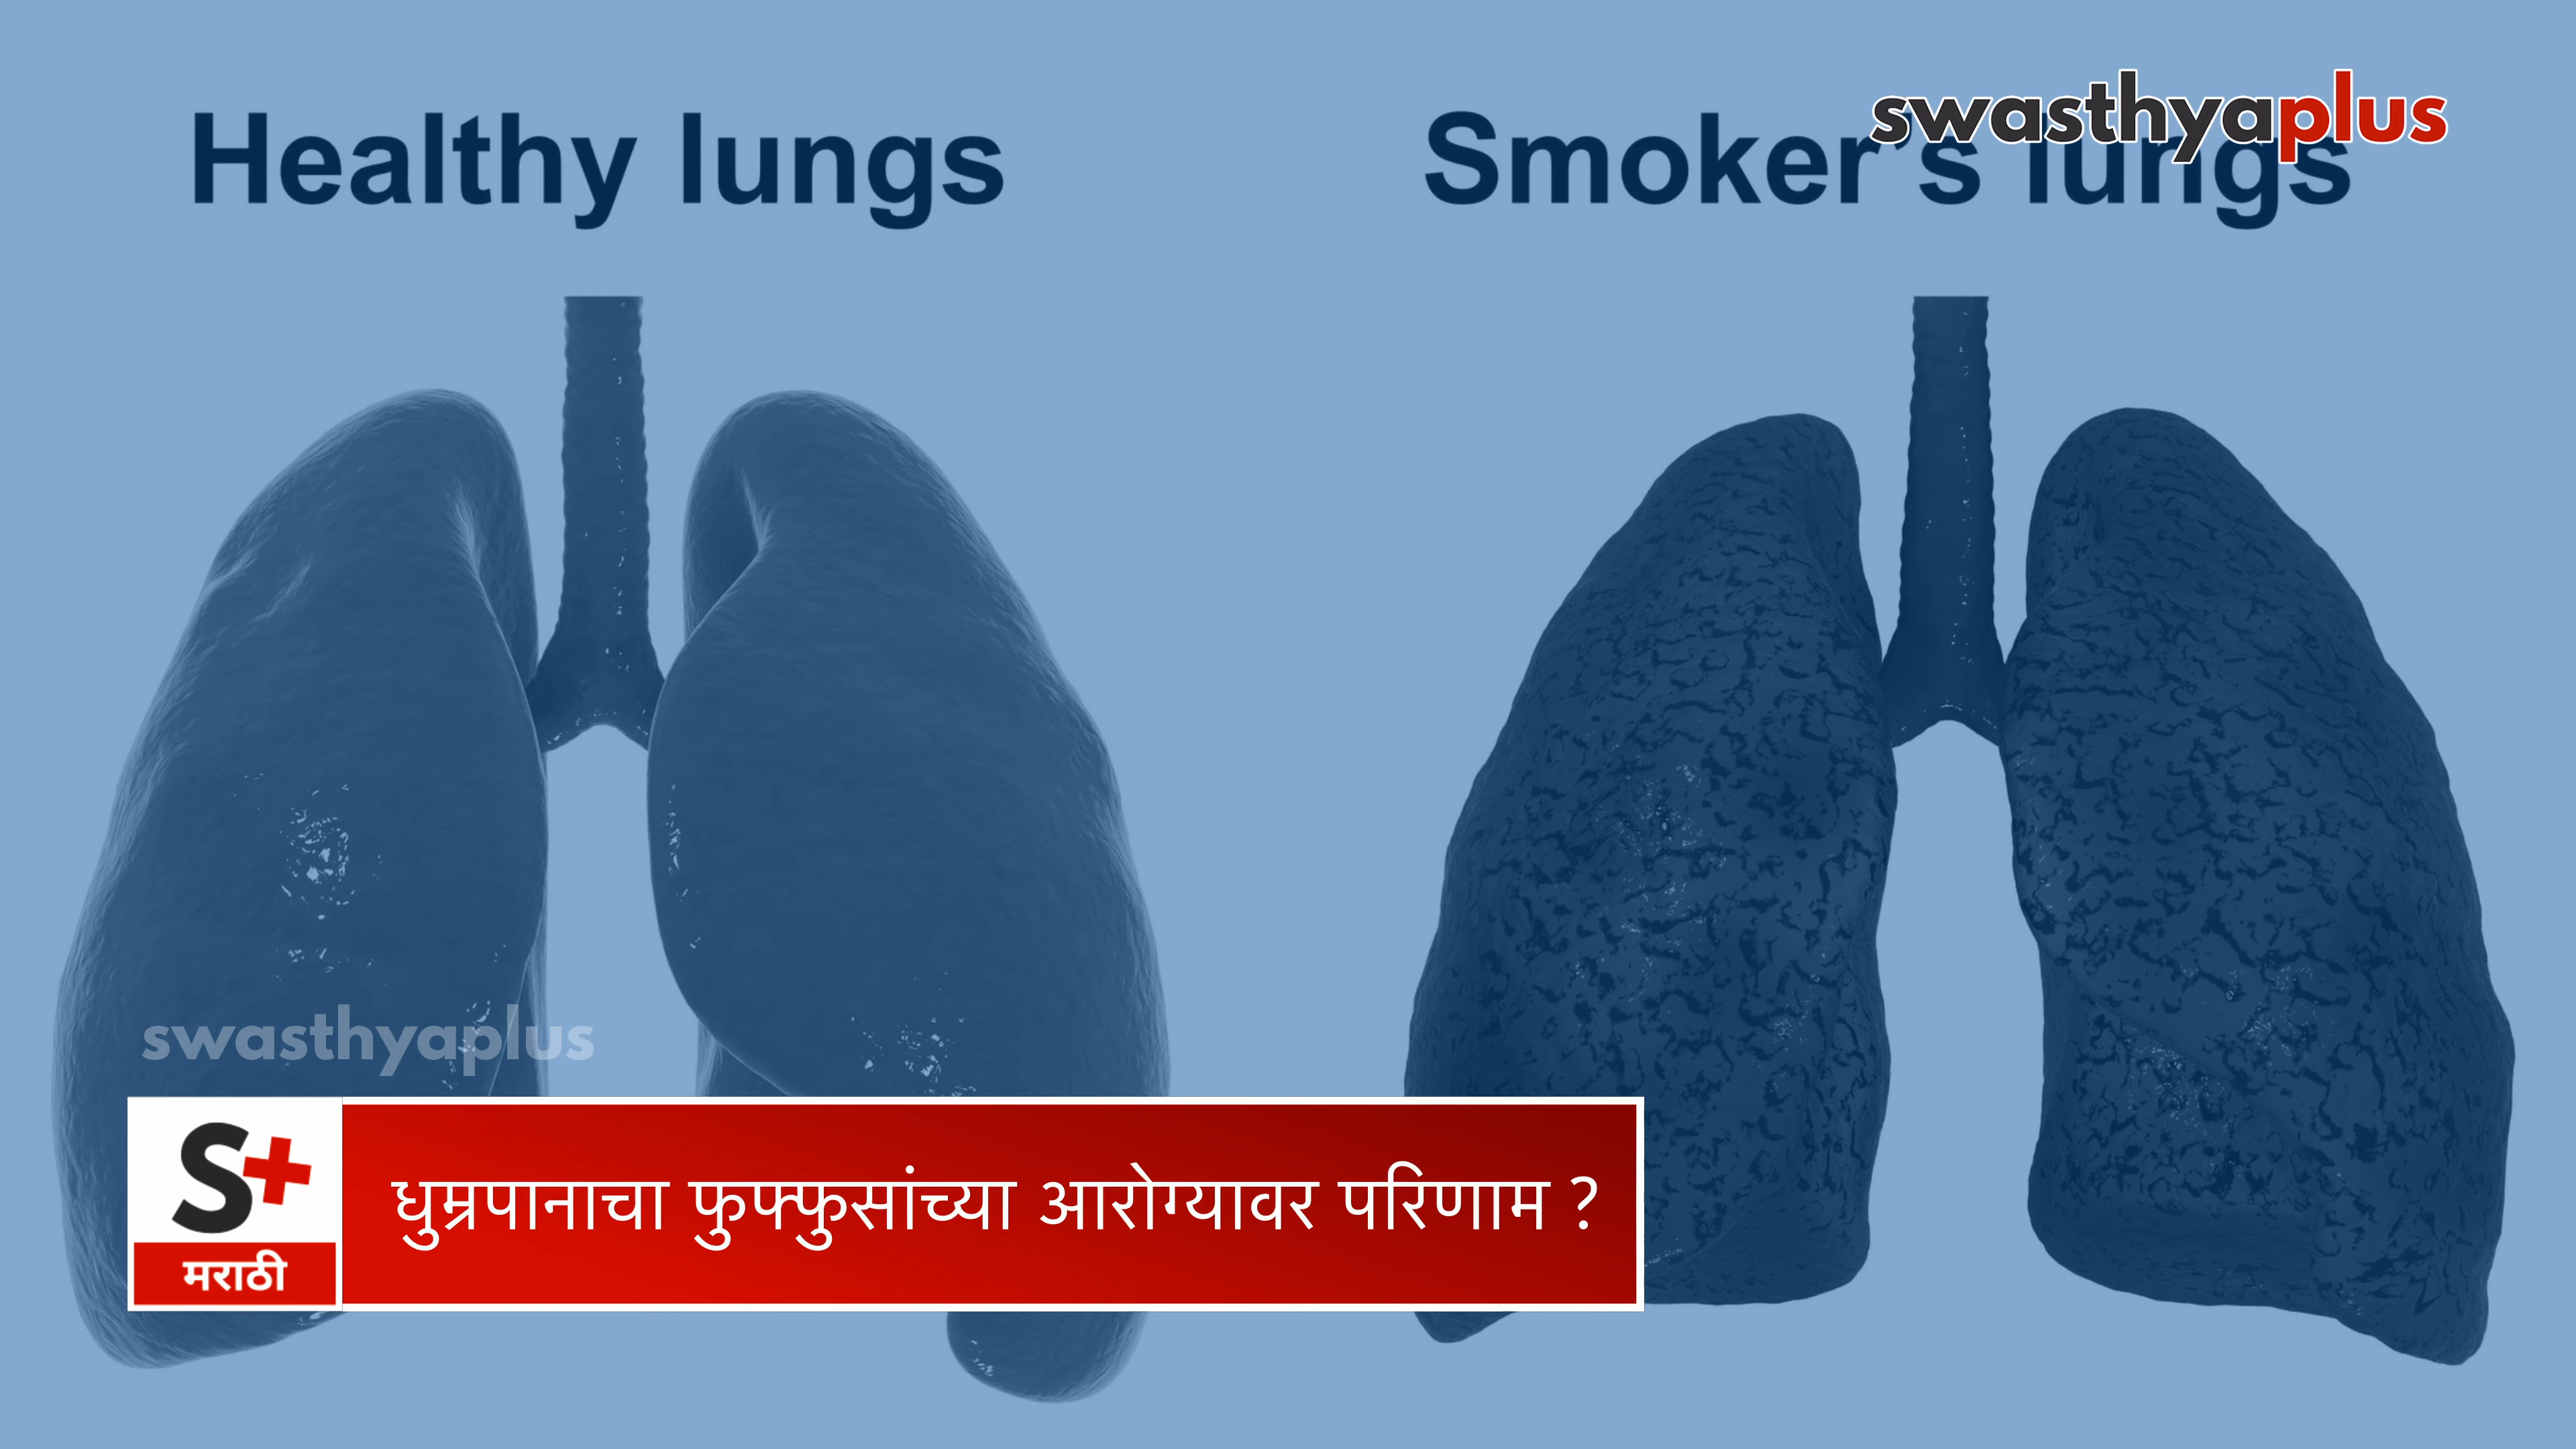 swasthyaplus
Healthy lungs
Smoker's lungs
swasthyaplus
S+
मराठी
धुम्रपानाचा फुफ्फुसांच्या आरोग्यावर परिणाम ?